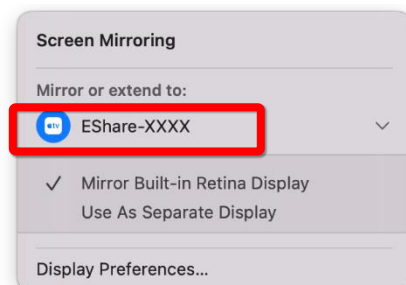 Screen Mirroring
Mirror or extend to:
tv EShare-XXXX
✓ Mirror Built-in Retina Display
Use As Separate Display
Display Preferences...